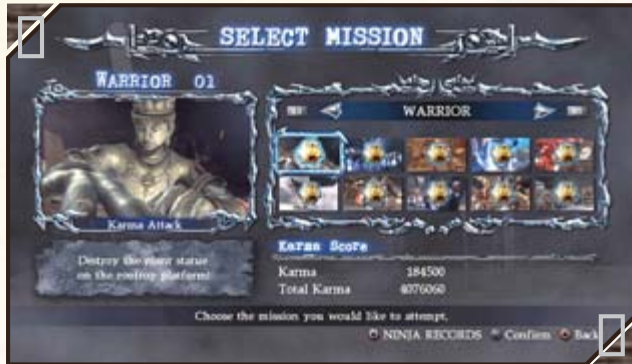 SELECT MISSION
WARRIOR 01
WARRIOR
Karma Attack
Destroy the giant statue
on the rooftop platform!
Karma Score
Karma 184500
Total Karma 4076060
Choose the mission you would like to attempt.
NINJA RECORDS Confirm Back